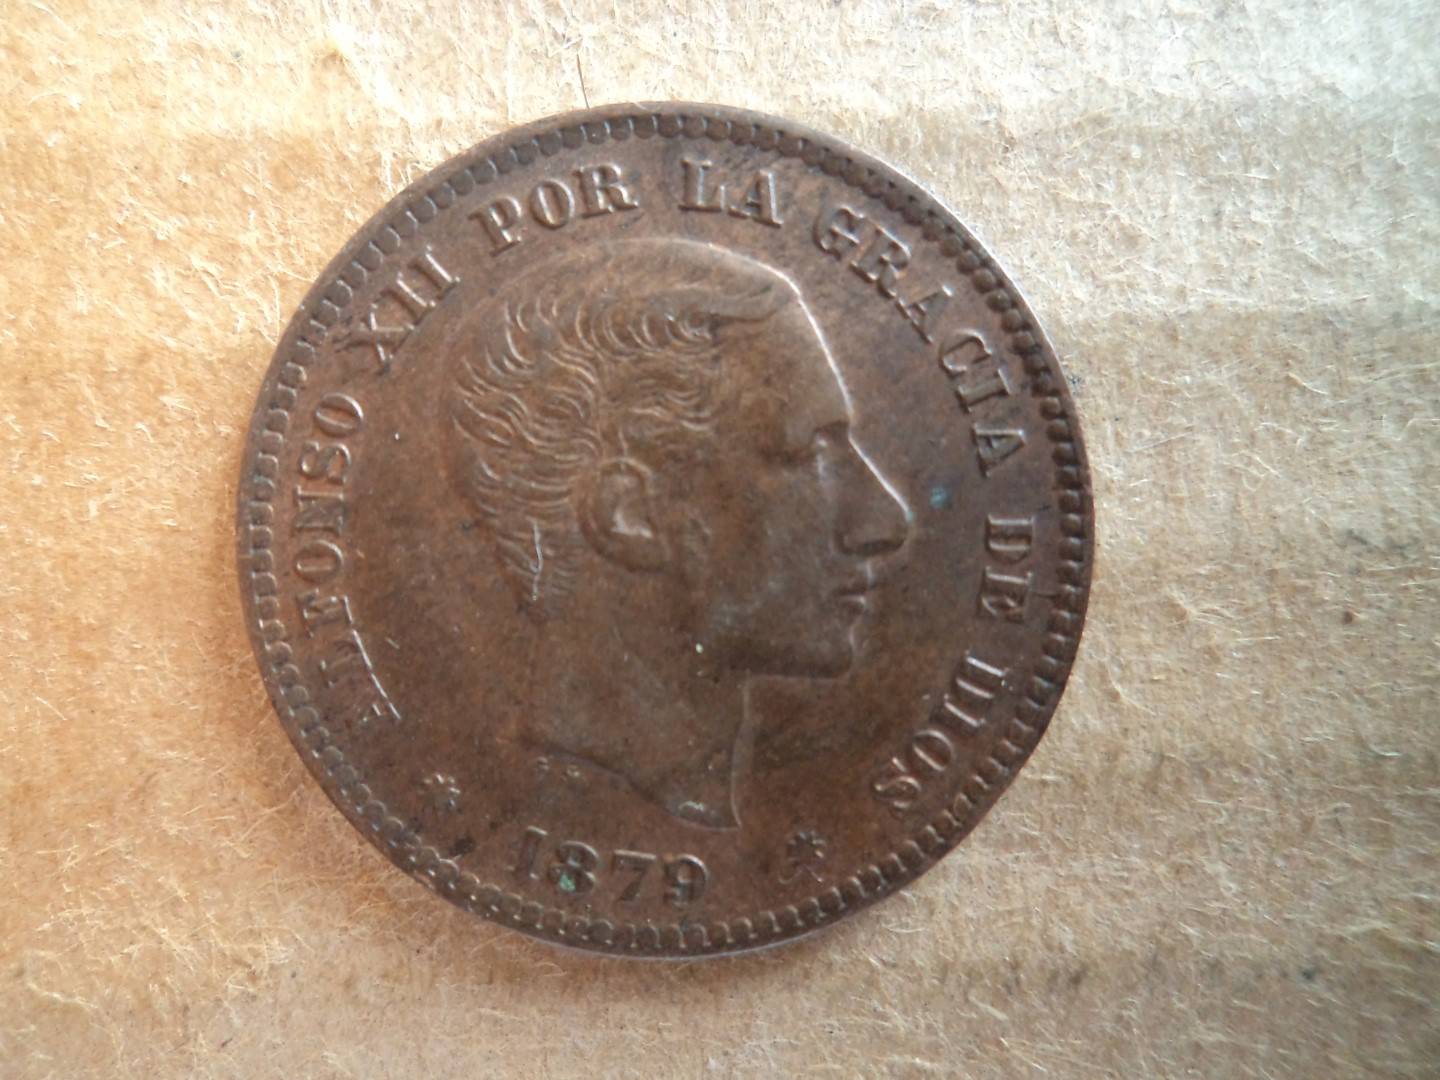 ALFONSO XII POR LA GRACIA DE DIOS
1879